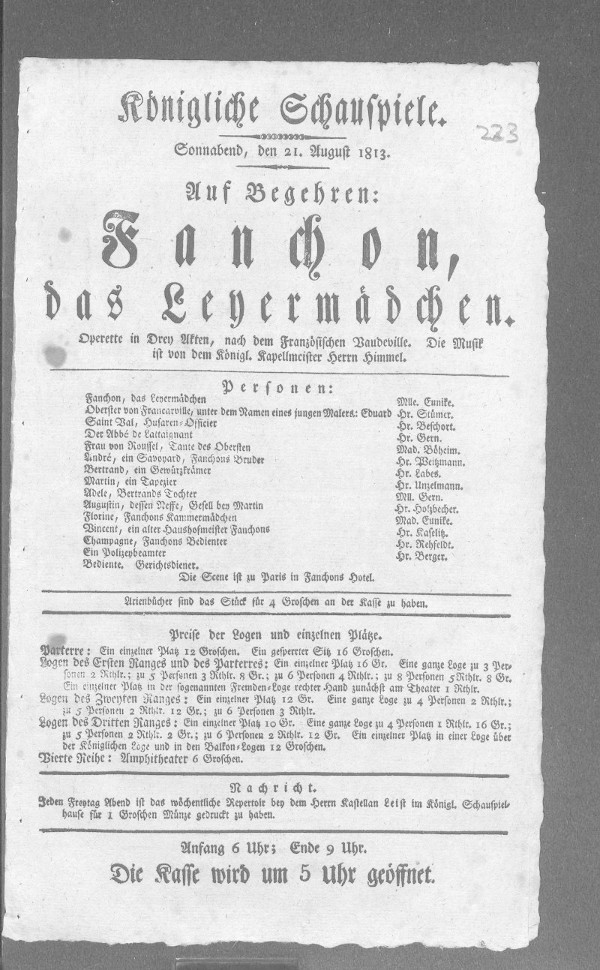 Königliche Schauspiele.
223
Sonnabend, den 21. August 1813.
Auf Begehren:
Fanchon,
das Leyermädchen.
Operette in Drey Akten, nach dem Französischen Vaudeville. Die Musik
ist von dem Königl. Kapellmeister Herrn Himmel.
Personen:
Fanchon, das Leyermädchen Mlle. Eunike.
Oberster von Francarville, unter dem Namen eines jungen Malers: Eduard Hr. Stümer.
Saint Val, Husaren-Officier Hr. Beschort.
Der Abbé de Lattaignant Hr. Gern.
Frau von Roussel, Tante des Obersten Mad. Böheim.
André, ein Savoyard, Fanchons Bruder Hr. Weitzmann.
Bertrand, ein Gewürzkrämer Hr. Labes.
Martin, ein Tapezier Hr. Unzelmann.
Adele, Bertrands Tochter Mll. Gern.
Augustin, dessen Neffe, Gesell bey Martin Hr. Holzbecher.
Florine, Fanchons Kammermädchen Mad. Eunike.
Vincent, ein alter Haushofmeister Fanchons Hr. Kaselitz.
Champagne, Fanchons Bedienter Hr. Rehfeldt.
Ein Polizeybeamter Hr. Berger.
Bediente. Gerichtsdiener.
Die Scene ist zu Paris in Fanchons Hotel.
Arienbücher sind das Stück für 4 Groschen an der Kasse zu haben.
Preise der Logen und einzelnen Plätze.
Parterre: Ein einzelner Platz 12 Groschen. Ein gesperrter Sitz 16 Groschen.
Logen des Ersten Ranges und des Parterres: Ein einzelner Platz 16 Gr. Eine ganze Loge zu 3 Per-
sonen 2 Rthlr.; zu 5 Personen 3 Rthlr. 8 Gr.; zu 6 Personen 4 Rthlr.; zu 8 Personen 5 Rthlr. 8 Gr.
Ein einzelner Platz in der sogenannten Fremden-Loge rechter Hand zunächst am Theater 1 Rthlr.
Logen des Zweyten Ranges: Ein einzelner Platz 12 Gr. Eine ganze Loge zu 4 Personen 2 Rthlr.;
zu 5 Personen 2 Rthlr. 12 Gr.; zu 6 Personen 3 Rthlr.
Logen des Dritten Ranges: Ein einzelner Platz 10 Gr. Eine ganze Loge zu 4 Personen 1 Rthlr. 16 Gr.;
zu 5 Personen 2 Rthlr. 2 Gr.; zu 6 Personen 2 Rthlr. 12 Gr. Ein einzelner Platz in einer Loge über
der Königlichen Loge und in den Balkon-Logen 12 Groschen.
Vierte Reihe: Amphitheater 6 Groschen.
Nachricht.
Jeden Freytag Abend ist das wöchentliche Repertoir bey dem Herrn Kastellan Leist im Königl. Schauspiel-
hause für 1 Groschen Münze gedruckt zu haben.
Anfang 6 Uhr; Ende 9 Uhr.
Die Kasse wird um 5 Uhr geöffnet.